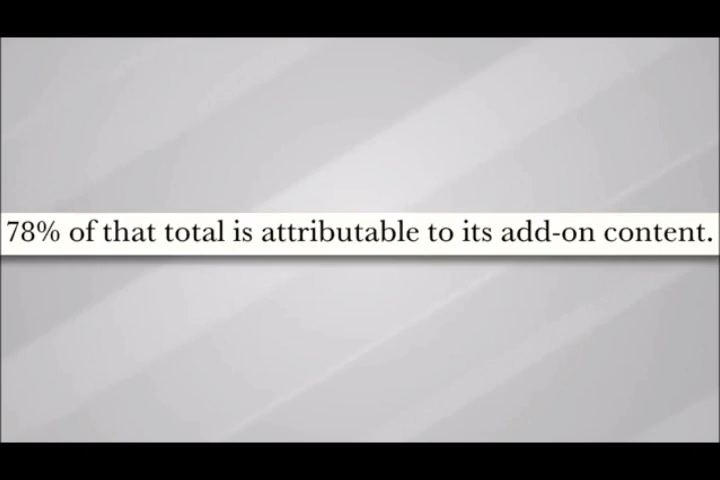 78% of that total is attributable to its add-on content.